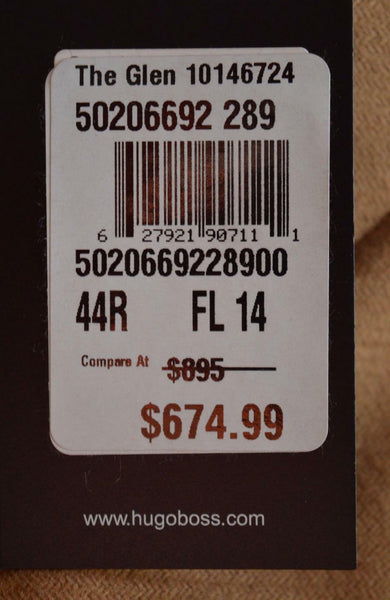 The Glen 10146724
50206692 289
6 27921 90711 1
5020669228900
44R FL 14
Compare At $895
$674.99
www.hugoboss.com